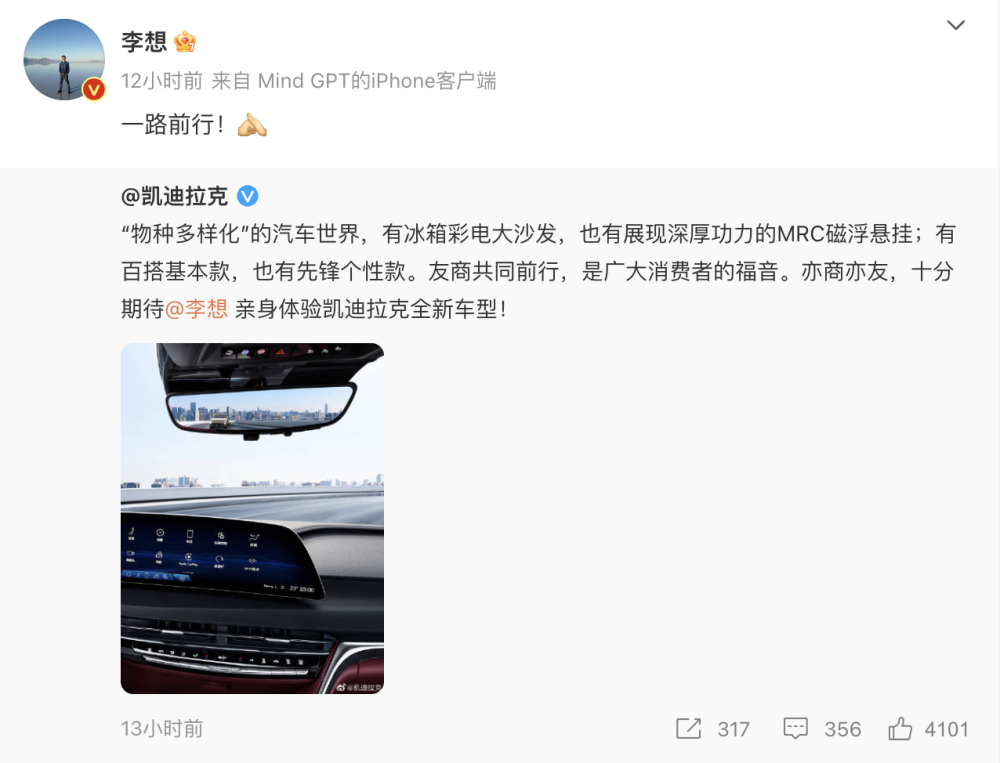 李想
12小时前 来自 Mind GPT的iPhone客户端
一路前行！
@凯迪拉克
“物种多样化”的汽车世界，有冰箱彩电大沙发，也有展现深厚功力的MRC磁浮悬挂；有
百搭基本款，也有先锋个性款。友商共同前行，是广大消费者的福音。亦商亦友，十分
期待@李想 亲身体验凯迪拉克全新车型！
@凯迪拉克
13小时前
317
356
4101